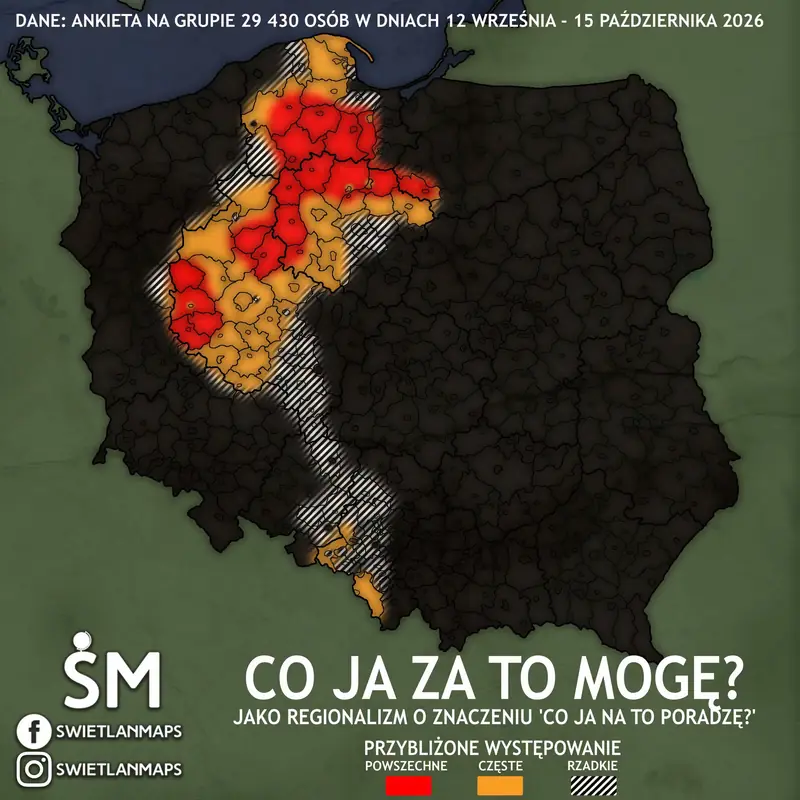 DANE: ANKIETA NA GRUPIE 29 430 OSÓB W DNIACH 12 WRZEŚNIA - 15 PAŹDZIERNIKA 2026
ŚM
SWIETLANMAPS
SWIETLANMAPS
CO JA ZA TO MOGĘ?
JAKO REGIONALIZM O ZNACZENIU 'CO JA NA TO PORADZĘ?'
PRZYBLIŻONE WYSTĘPOWANIE
POWSZECHNE CZĘSTE RZADKIE